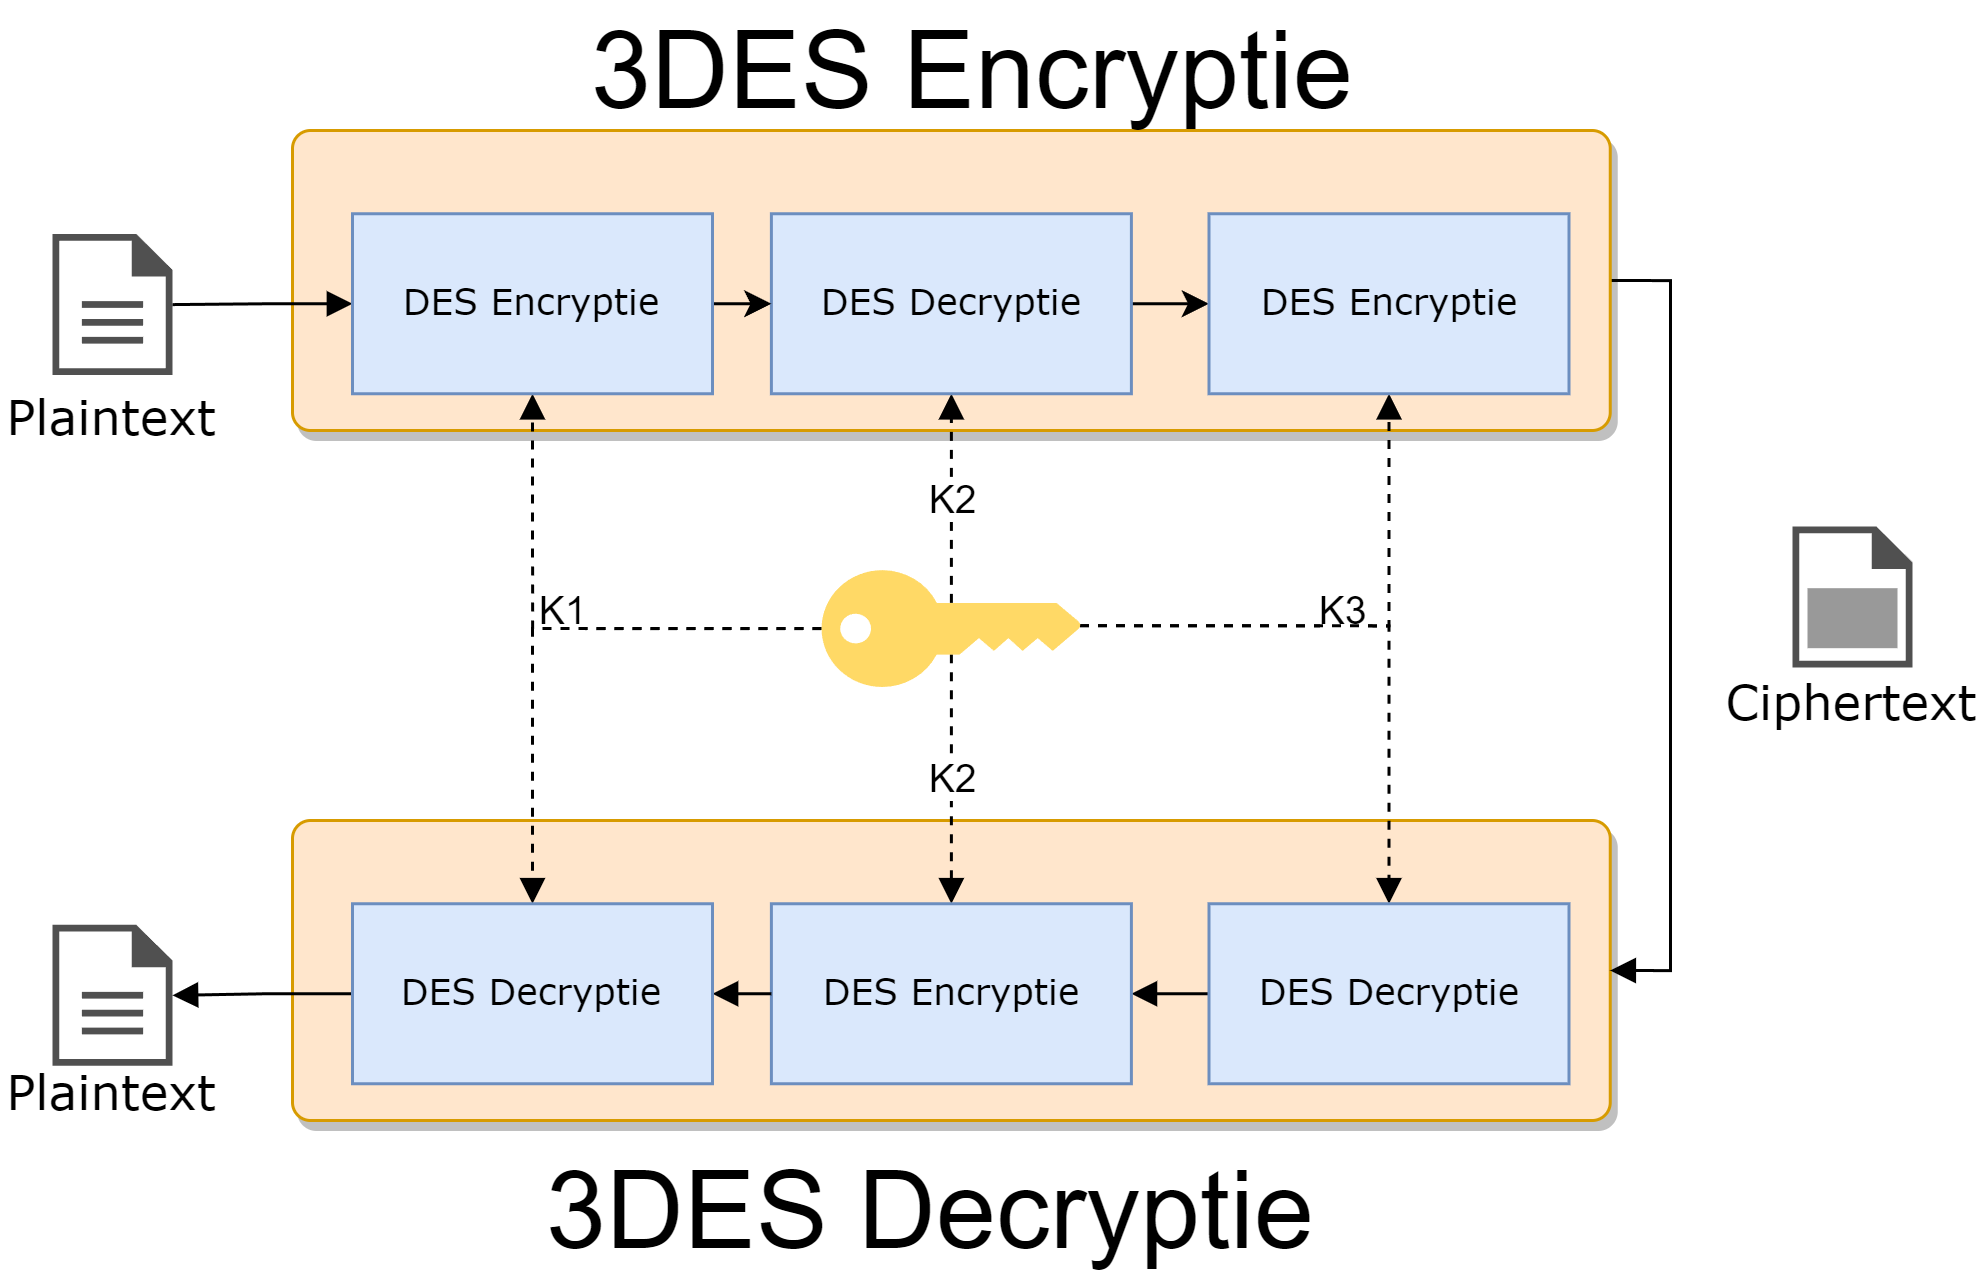 3DES Encryptie
DES Encryptie
DES Decryptie
DES Encryptie
Plaintext
K2
K1
K3
Ciphertext
K2
DES Decryptie
DES Encryptie
DES Decryptie
Plaintext
3DES Decryptie